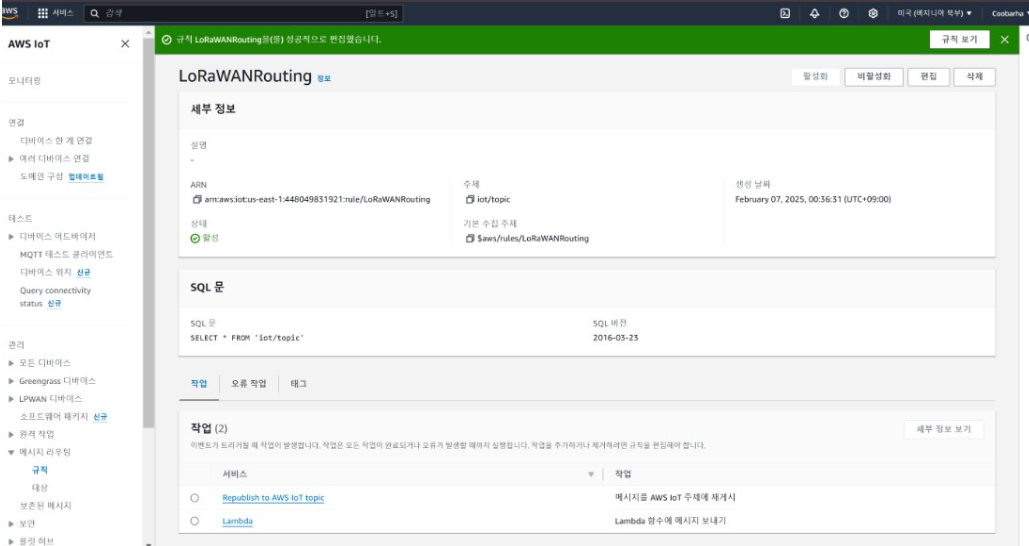 aws 서비스 검색 [알트+S] 미국 (버지니아 북부) ▼ Coobarha
AWS IoT
모니터링
연결
디바이스 한 개 연결
여러 디바이스 연결
도메인 구성 업데이트됨
테스트
디바이스 어드바이저
MQTT 테스트 클라이언트
디바이스 위치 신규
Query connectivity
status 신규
관리
모든 디바이스
Greengrass 디바이스
LPWAN 디바이스
소프트웨어 패키지 신규
원격 작업
메시지 라우팅
규칙
대상
보존된 메시지
보안
플릿 허브
규칙 LoRaWANRouting을(를) 성공적으로 편집했습니다. 규칙 보기
LoRaWANRouting 정보 활성화 비활성화 편집 삭제
세부 정보
설명
-
ARN
arn:aws:iot:us-east-1:448049831921:rule/LoRaWANRouting
상태
활성
주제
iot/topic
기본 수집 주제
$aws/rules/LoRaWANRouting
생성 날짜
February 07, 2025, 00:36:31 (UTC+09:00)
SQL 문
SQL 문
SELECT * FROM 'iot/topic'
SQL 버전
2016-03-23
작업 오류 작업 태그
작업 (2) 세부 정보 보기
이벤트가 트리거될 때 작업이 발생합니다. 작업은 모든 작업이 완료되거나 오류가 발생할 때까지 실행됩니다. 작업을 추가하거나 제거하려면 규칙을 편집해야 합니다.
서비스 작업
Republish to AWS IoT topic 메시지를 AWS IoT 주제에 재게시
Lambda Lambda 함수에 메시지 보내기